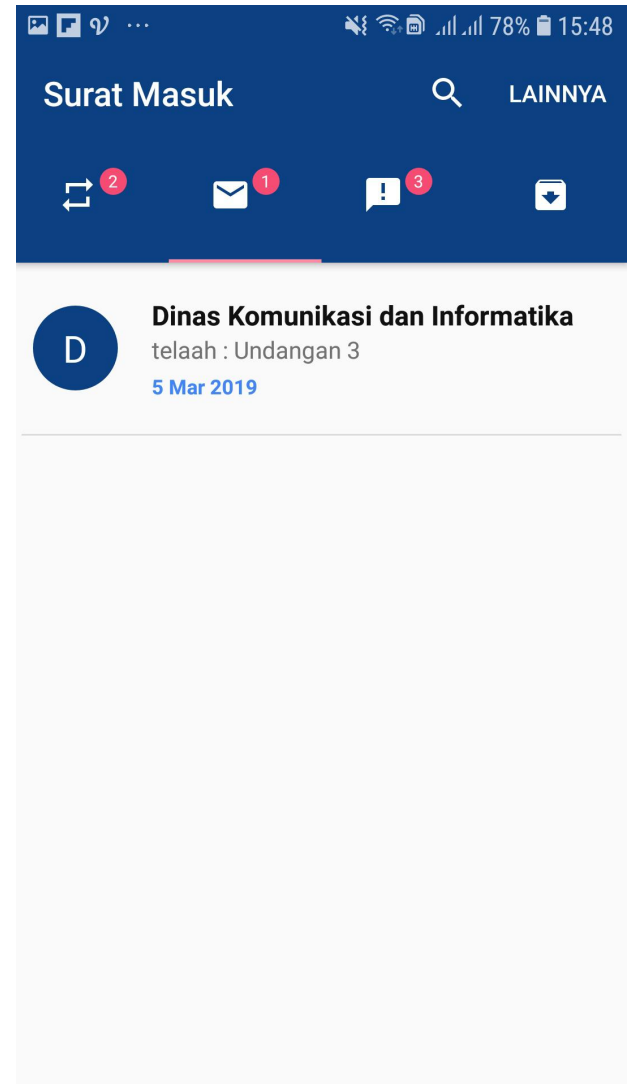 78% 15:48
Surat Masuk LAINNYA
2 1 3
D
Dinas Komunikasi dan Informatika
telaah : Undangan 3
5 Mar 2019